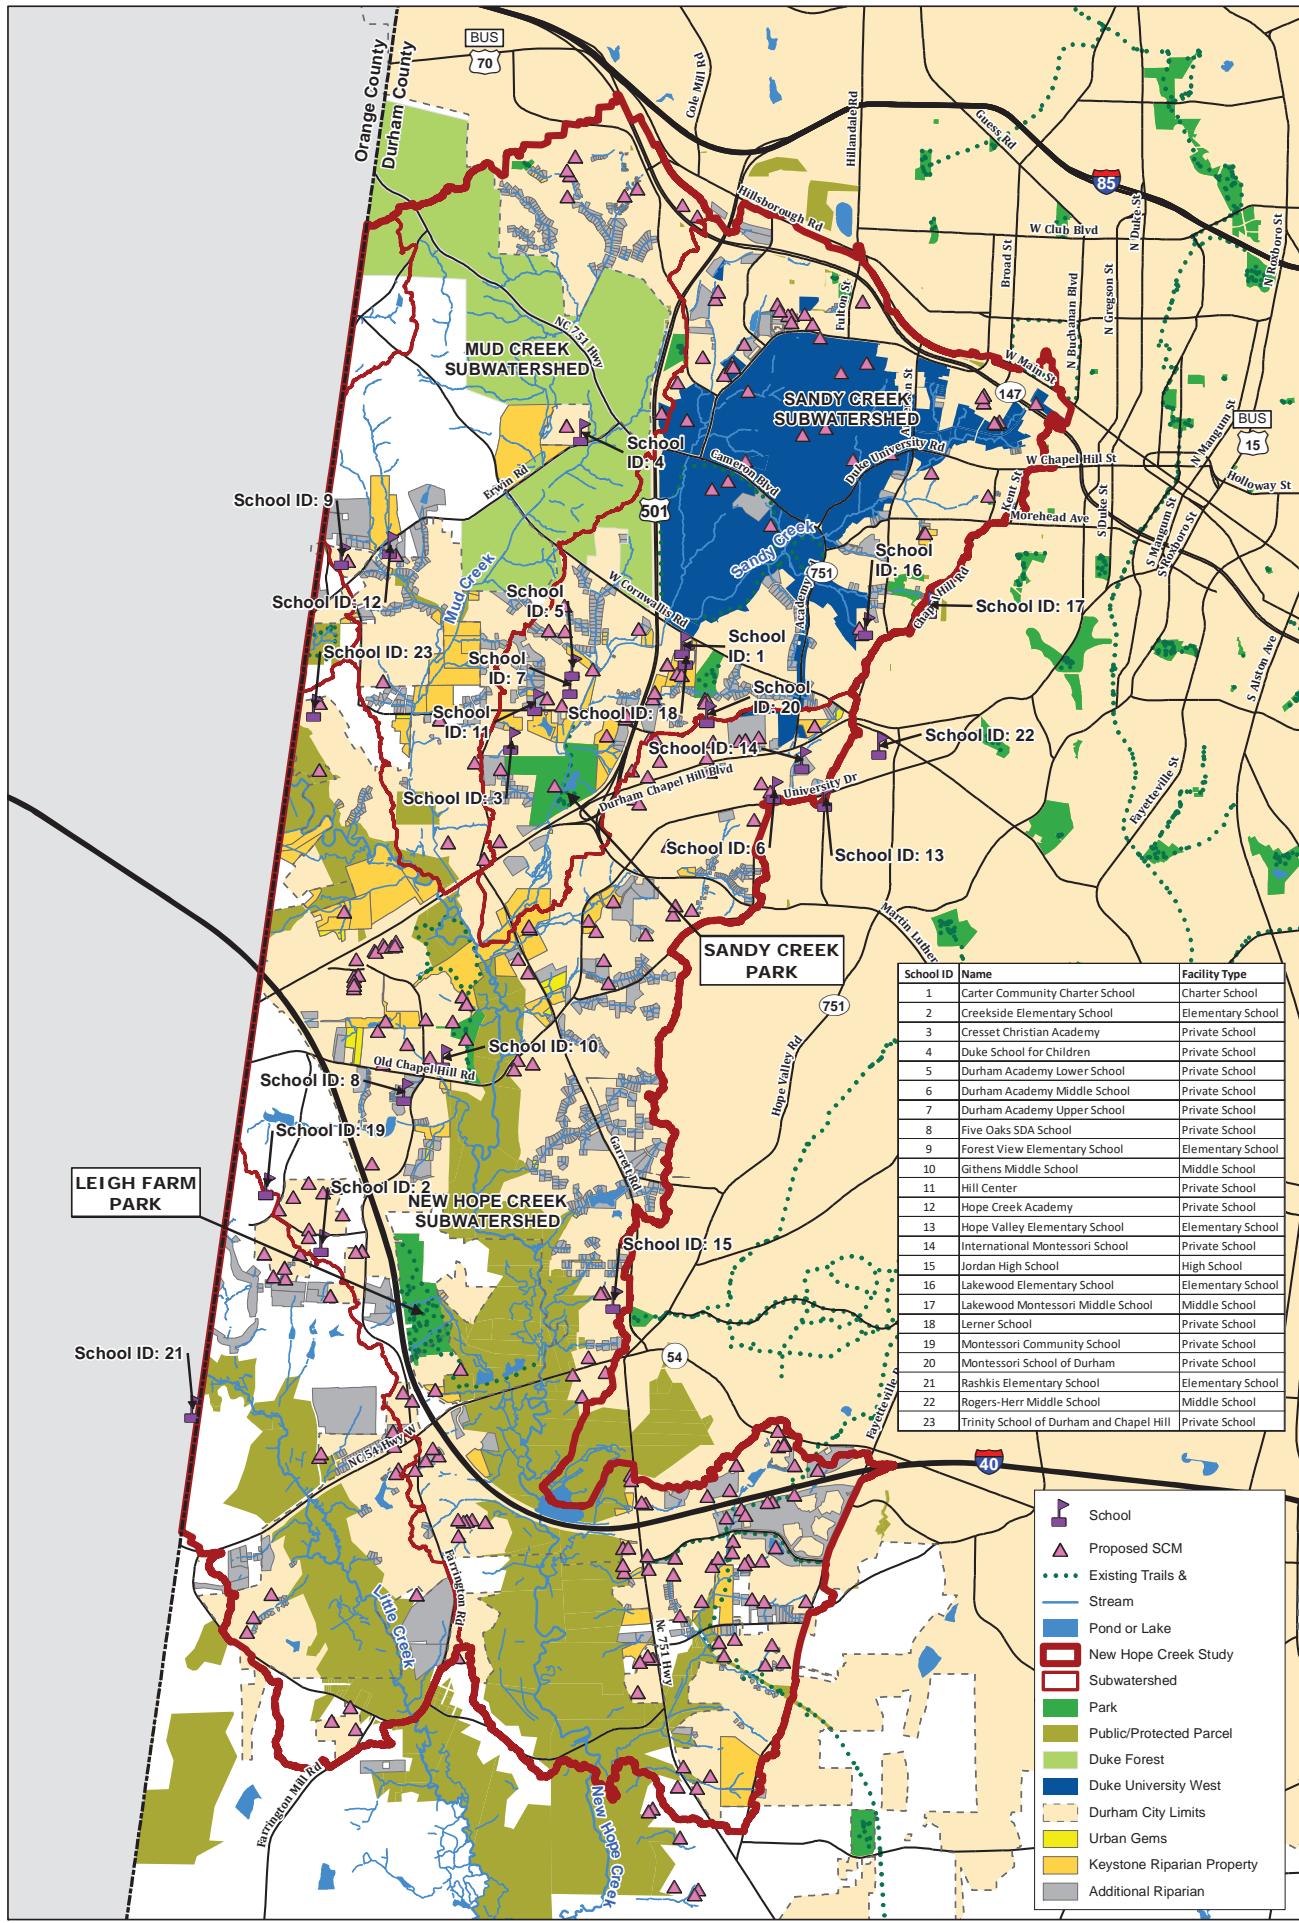 Orange County
Durham County
BUS
70
Cole Mill Rd
Hillandale Rd
Guess Rd
85
Hillsborough Rd
W Club Blvd
N Duke St
N Roxboro St
Broad St
N Buchanan Blvd
N Gregson St
Fulton St
NC 751 Hwy
MUD CREEK
SUBWATERSHED
W Main St
147
SANDY CREEK
SUBWATERSHED
BUS
15
N Mangum St
School
ID: 4
Erwin Rd
Cameron Blvd
Duke University Rd
W Chapel Hill St
Holloway St
School ID: 9
501
Kent St
Morehead Ave
S Duke St
S Mangum St
S Roxboro St
Sandy Creek
School
ID: 16
751
Mud Creek
School ID: 12
School
ID: 5
W Cornwallis Rd
Academy
Chapel Hill Rd
School ID: 17
School ID: 23
School
ID: 7
School
ID: 1
S Alston Ave
School
ID: 20
School
ID: 11
School ID: 18
School ID: 14
School ID: 22
School ID: 3
Durham Chapel Hill Blvd
University Dr
Fayetteville St
School ID: 6
School ID: 13
SANDY CREEK
PARK
Martin Luther
751
Hope Valley Rd
School ID: 10
Old Chapel Hill Rd
School ID: 8
School ID: 19
Garrett Rd
LEIGH FARM
PARK
School ID: 2
NEW HOPE CREEK
SUBWATERSHED
School ID: 15
School ID: 21
54
Fayetteville
NC 54 Hwy W
40
Farrington Rd
Little Creek
Nc 751 Hwy
Farrington Mill Rd
New Hope Creek
School ID Name Facility Type
1 Carter Community Charter School Charter School
2 Creekside Elementary School Elementary School
3 Cresset Christian Academy Private School
4 Duke School for Children Private School
5 Durham Academy Lower School Private School
6 Durham Academy Middle School Private School
7 Durham Academy Upper School Private School
8 Five Oaks SDA School Private School
9 Forest View Elementary School Elementary School
10 Githens Middle School Middle School
11 Hill Center Private School
12 Hope Creek Academy Private School
13 Hope Valley Elementary School Elementary School
14 International Montessori School Private School
15 Jordan High School High School
16 Lakewood Elementary School Elementary School
17 Lakewood Montessori Middle School Middle School
18 Lerner School Private School
19 Montessori Community School Private School
20 Montessori School of Durham Private School
21 Rashkis Elementary School Elementary School
22 Rogers-Herr Middle School Middle School
23 Trinity School of Durham and Chapel Hill Private School
School
Proposed SCM
Existing Trails &
Stream
Pond or Lake
New Hope Creek Study
Subwatershed
Park
Public/Protected Parcel
Duke Forest
Duke University West
Durham City Limits
Urban Gems
Keystone Riparian Property
Additional Riparian